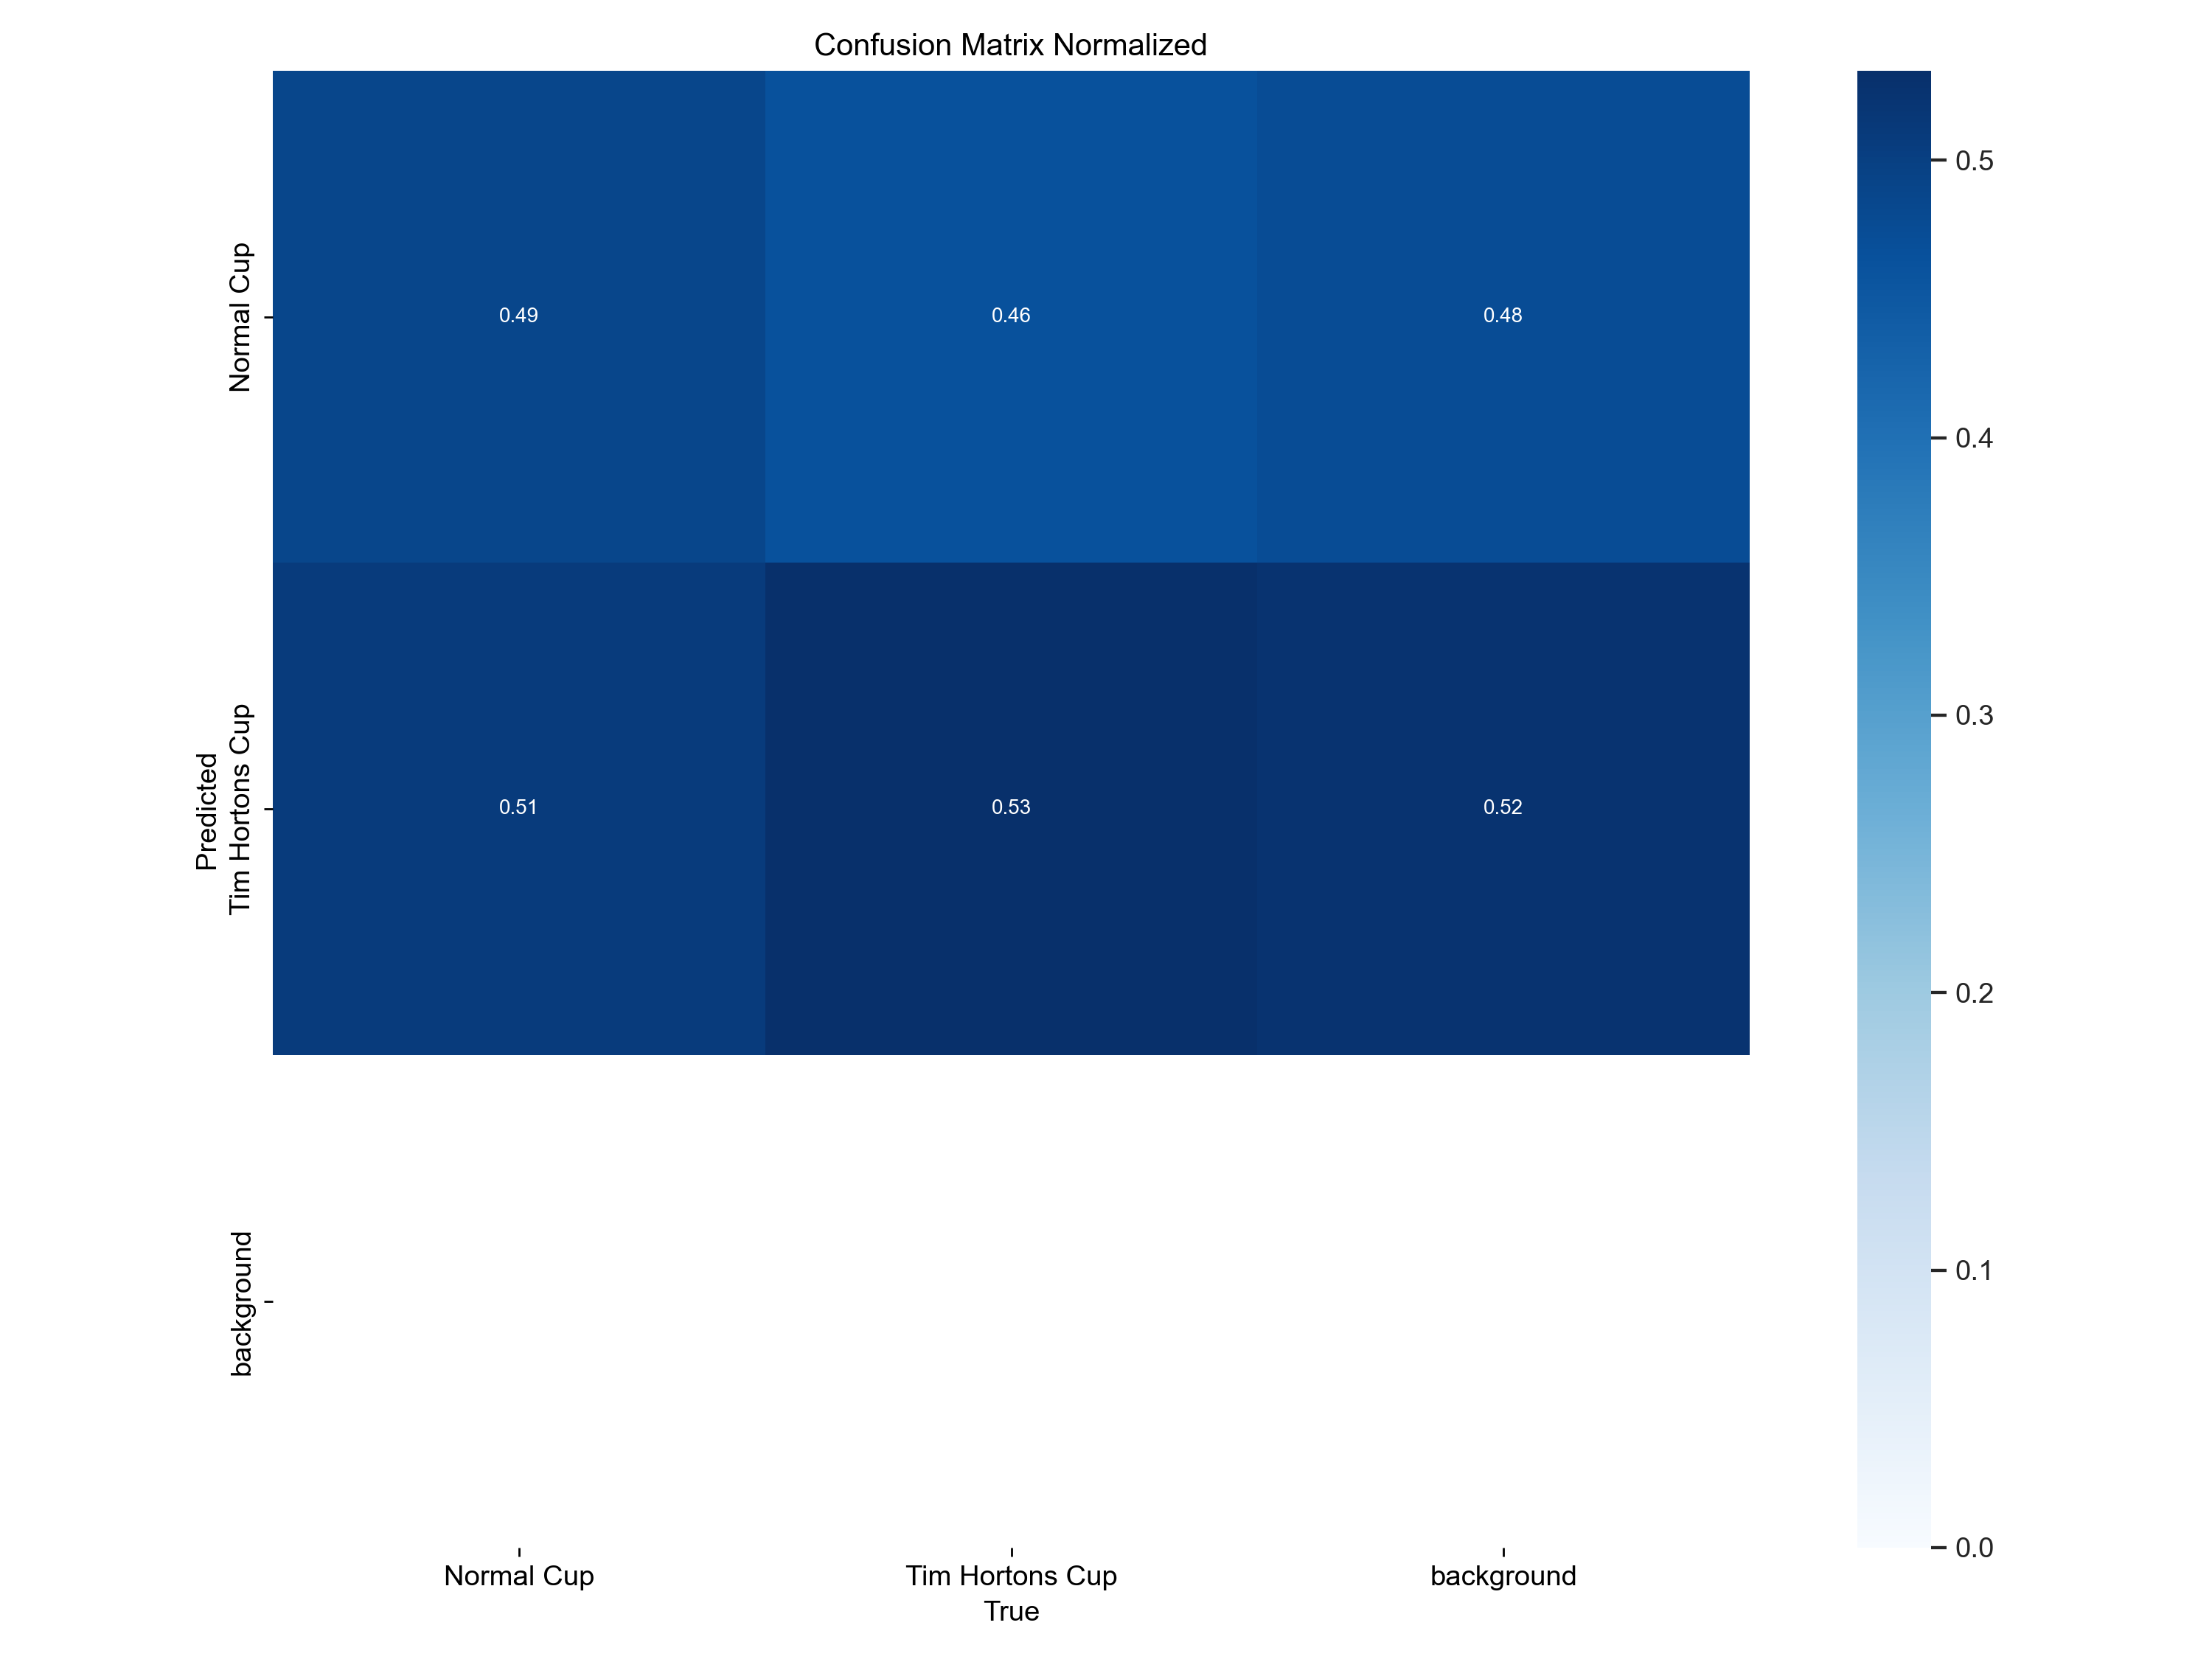 Confusion Matrix Normalized
Normal Cup
0.49 0.46 0.48
Predicted
Tim Hortons Cup
0.51 0.53 0.52
background
Normal Cup Tim Hortons Cup background
True
0.5
0.4
0.3
0.2
0.1
0.0